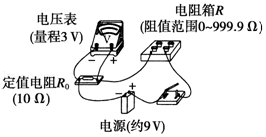 电压表
(量程3 V)
电阻箱R
(阻值范围0~999.9 Ω)
定值电阻R₀
(10 Ω)
电源(约9 V)
V
－
＋
－
＋